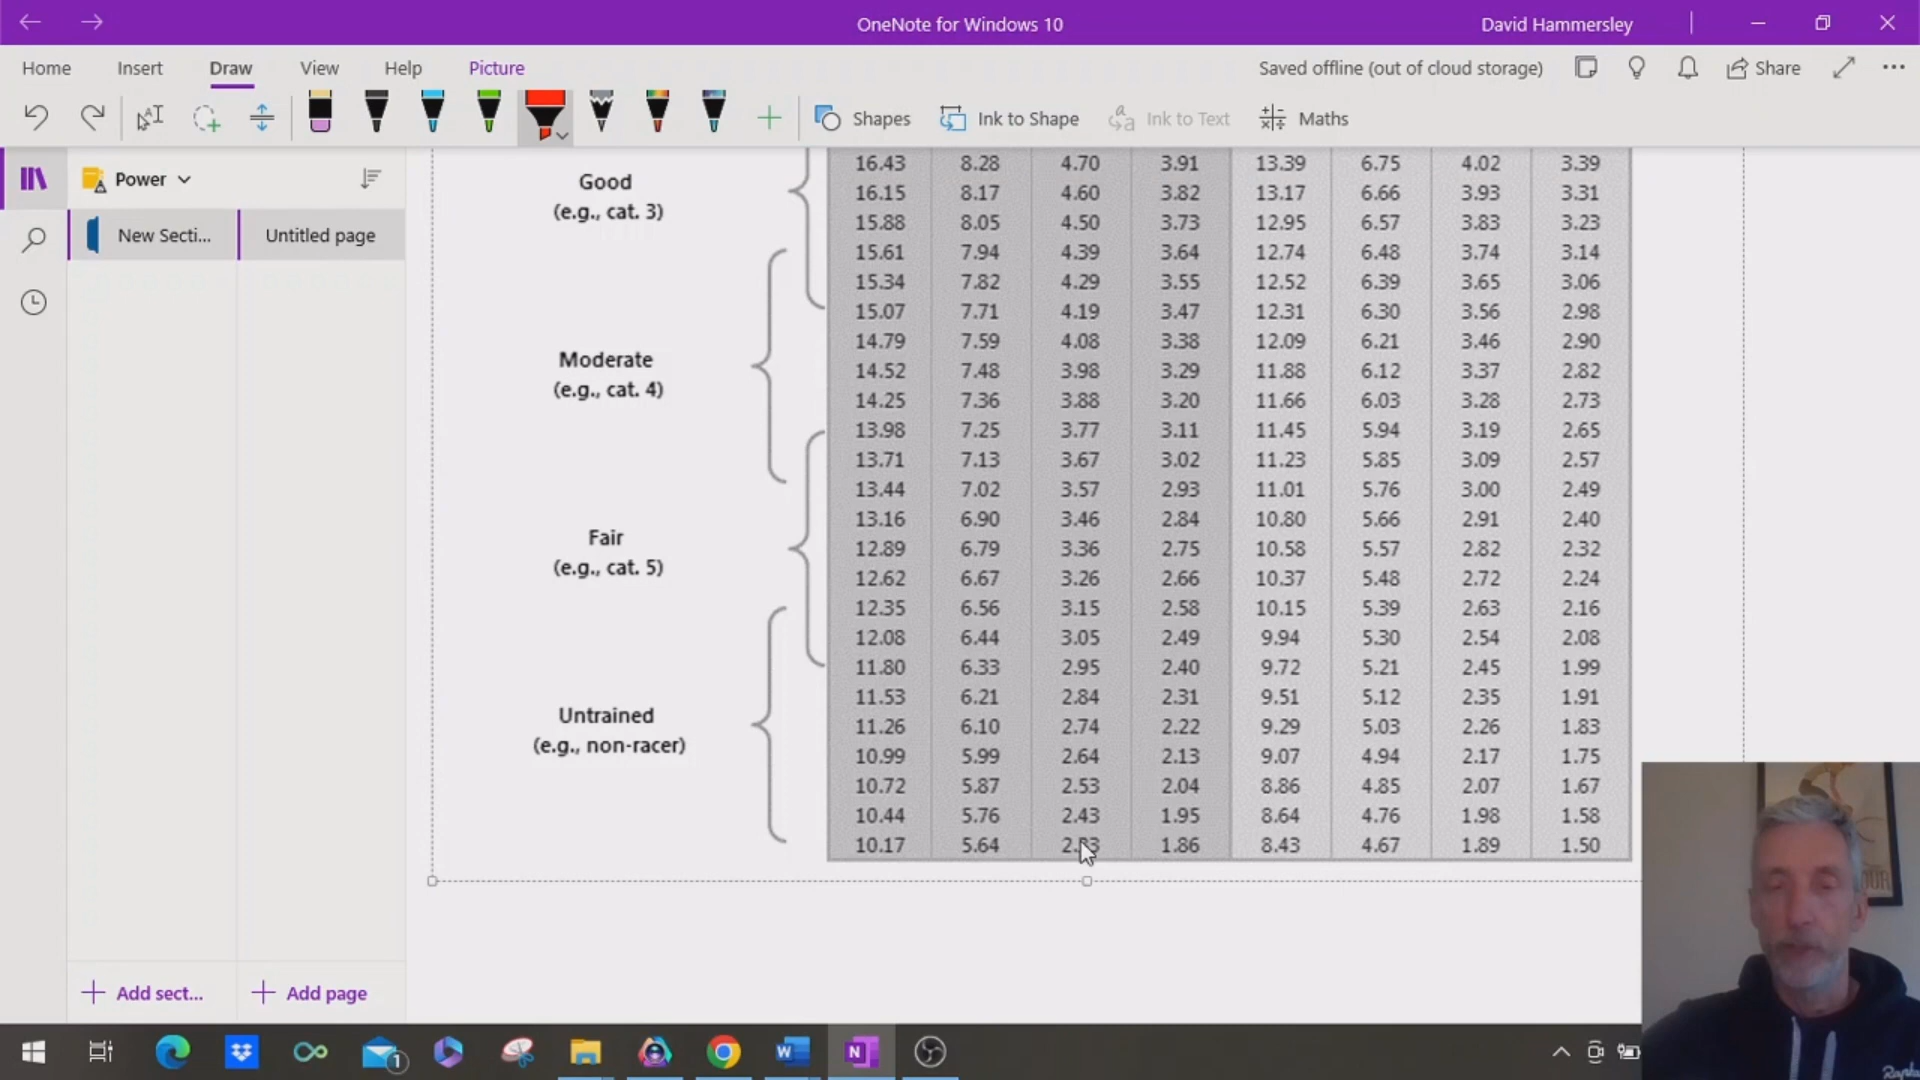 OneNote for Windows 10
David Hammersley
Home Insert Draw View Help Picture
Saved offline (out of cloud storage)
Share
Shapes
Ink to Shape
Ink to Text
Maths
Power
New Secti...
Untitled page
Good
(e.g., cat. 3)
Moderate
(e.g., cat. 4)
Fair
(e.g., cat. 5)
Untrained
(e.g., non-racer)
16.43 8.28 4.70 3.91 13.39 6.75 4.02 3.39
16.15 8.17 4.60 3.82 13.17 6.66 3.93 3.31
15.88 8.05 4.50 3.73 12.95 6.57 3.83 3.23
15.61 7.94 4.39 3.64 12.74 6.48 3.74 3.14
15.34 7.82 4.29 3.55 12.52 6.39 3.65 3.06
15.07 7.71 4.19 3.47 12.31 6.30 3.56 2.98
14.79 7.59 4.08 3.38 12.09 6.21 3.46 2.90
14.52 7.48 3.98 3.29 11.88 6.12 3.37 2.82
14.25 7.36 3.88 3.20 11.66 6.03 3.28 2.73
13.98 7.25 3.77 3.11 11.45 5.94 3.19 2.65
13.71 7.13 3.67 3.02 11.23 5.85 3.09 2.57
13.44 7.02 3.57 2.93 11.01 5.76 3.00 2.49
13.16 6.90 3.46 2.84 10.80 5.66 2.91 2.40
12.89 6.79 3.36 2.75 10.58 5.57 2.82 2.32
12.62 6.67 3.26 2.66 10.37 5.48 2.72 2.24
12.35 6.56 3.15 2.58 10.15 5.39 2.63 2.16
12.08 6.44 3.05 2.49 9.94 5.30 2.54 2.08
11.80 6.33 2.95 2.40 9.72 5.21 2.45 1.99
11.53 6.21 2.84 2.31 9.51 5.12 2.35 1.91
11.26 6.10 2.74 2.22 9.29 5.03 2.26 1.83
10.99 5.99 2.64 2.13 9.07 4.94 2.17 1.75
10.72 5.87 2.53 2.04 8.86 4.85 2.07 1.67
10.44 5.76 2.43 1.95 8.64 4.76 1.98 1.58
10.17 5.64 1.86 8.43 4.67 1.89 1.50
Add sect...
Add page
1